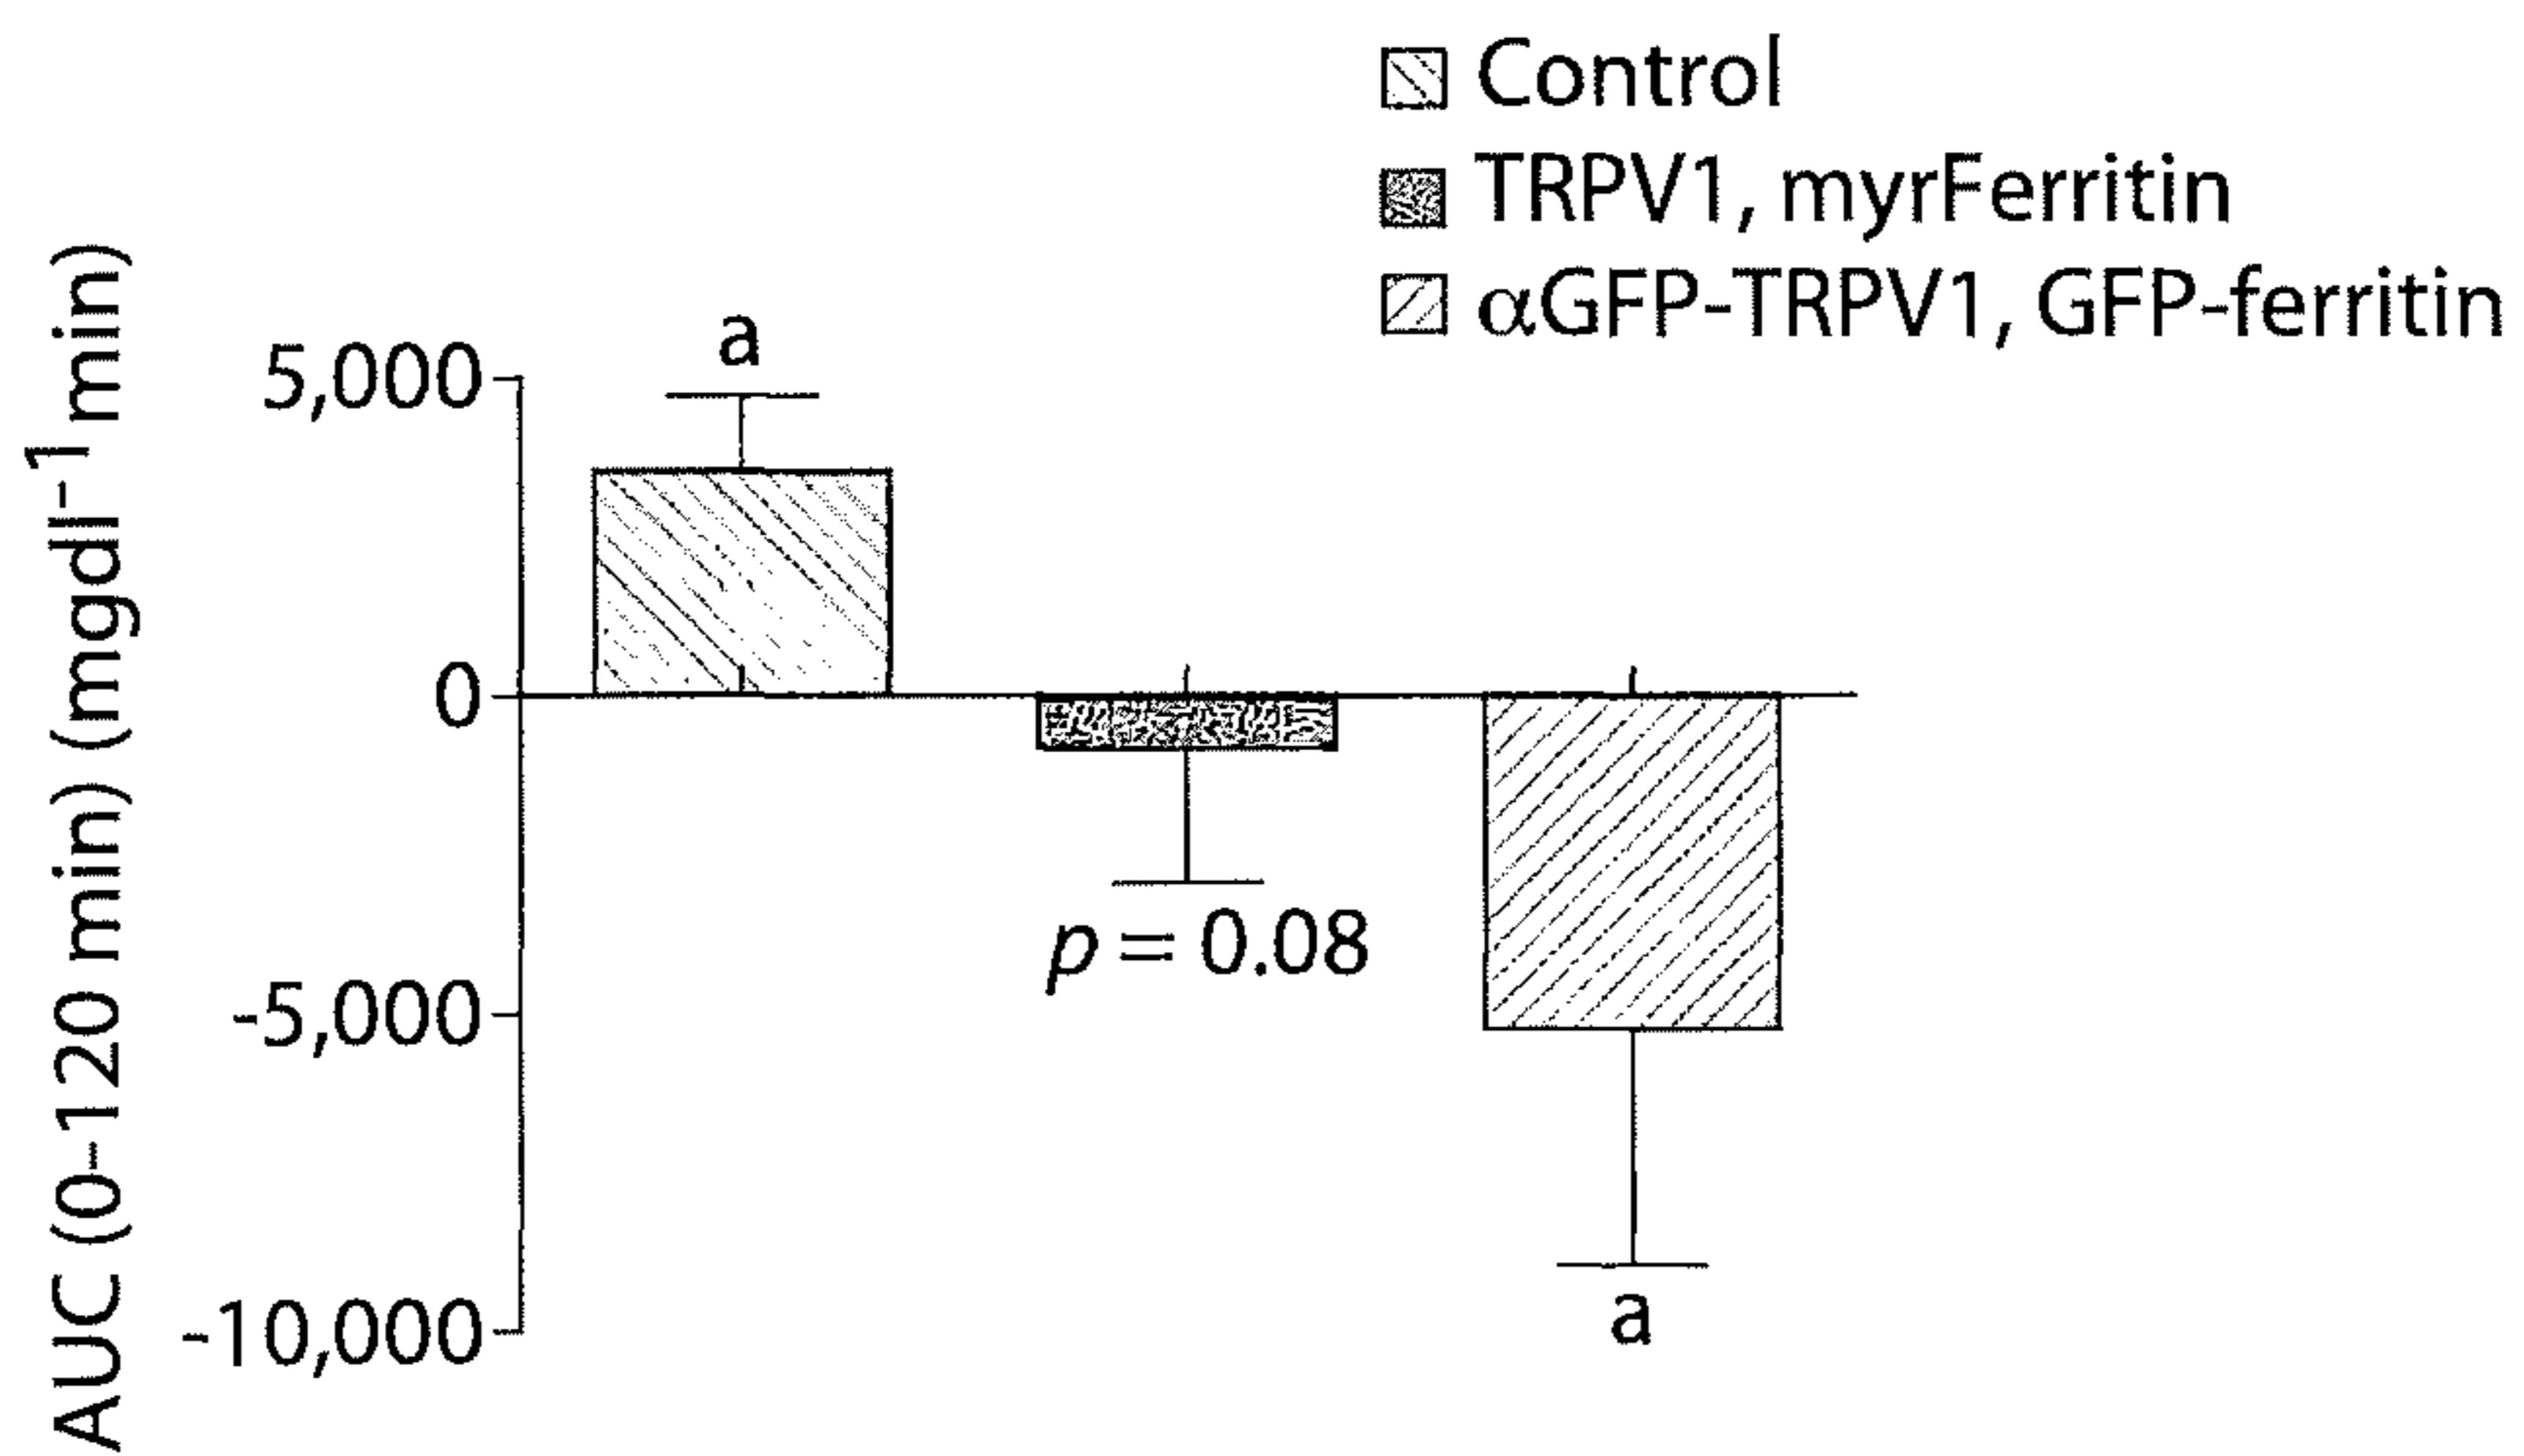 Control
TRPV1, myrFerritin
αGFP-TRPV1, GFP-ferritin
AUC (0-120 min) (mgdl-1min)
a
5,000
0
p = 0.08
-5,000
-10,000
a